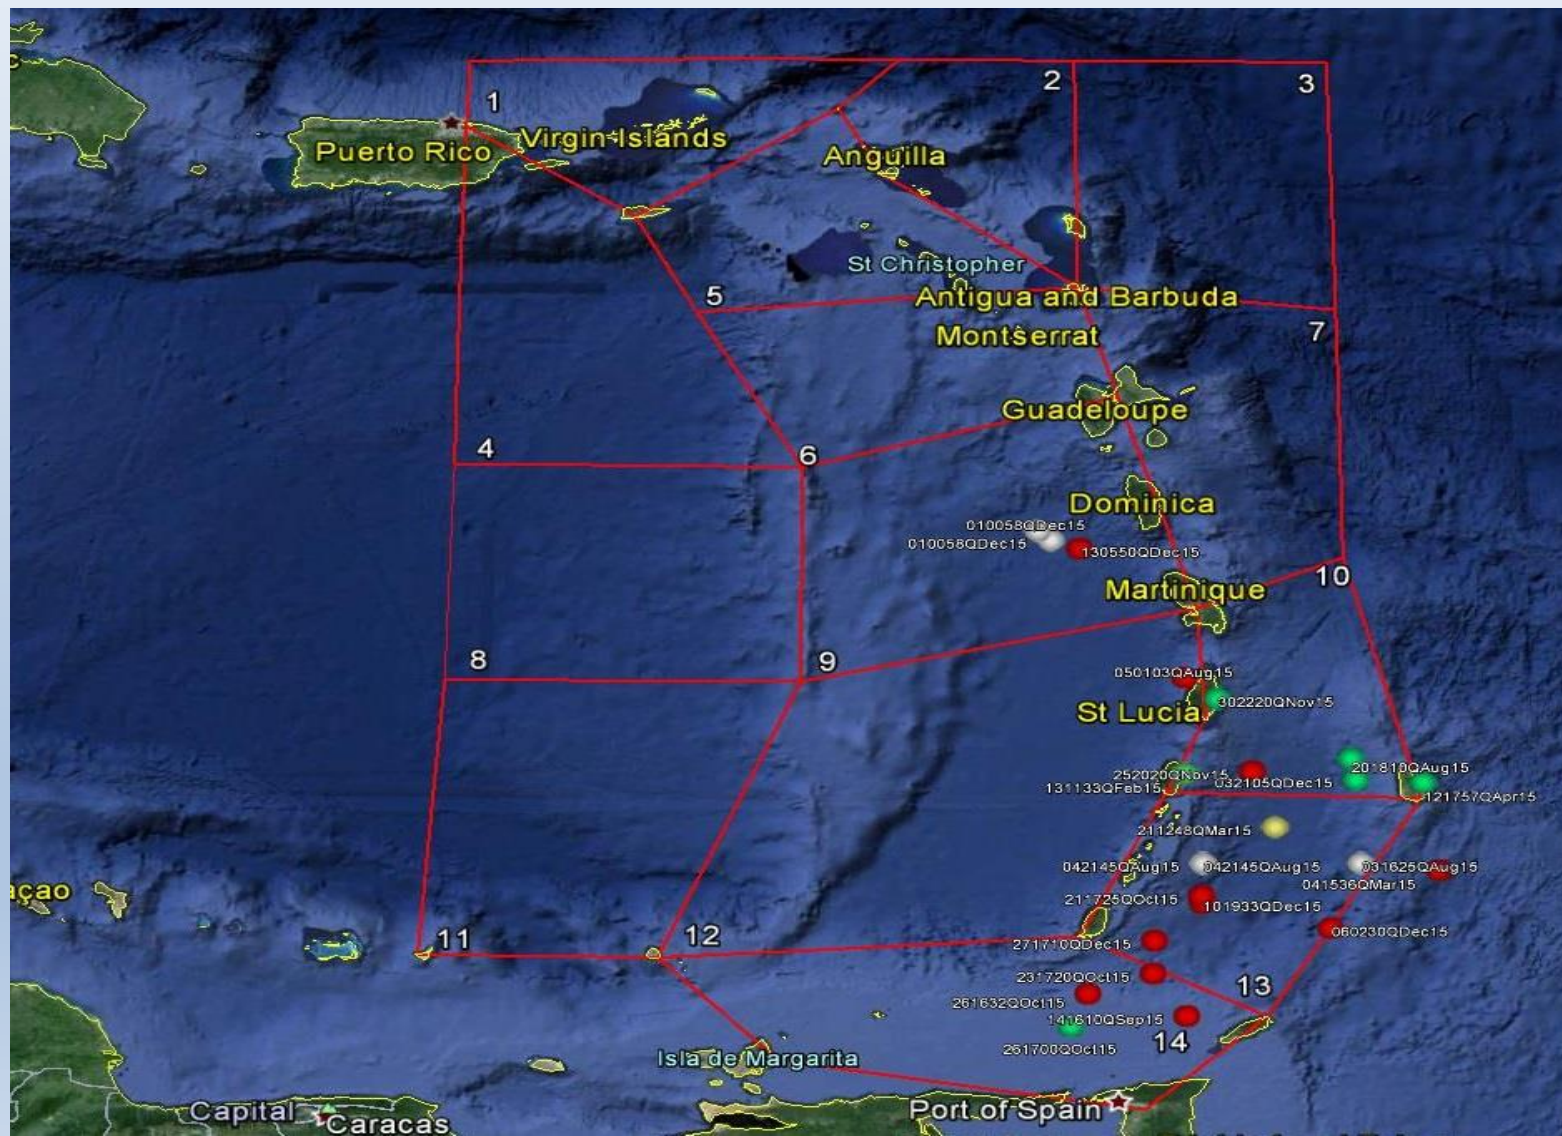 2
3
1
Virgin Islands
Puerto Rico
Anguilla
St Christopher
5
Antigua and Barbuda
7
Montserrat
Guadeloupe
4
6
Dominica
010058QDec15
010058QDec15
130550QDec15
10
Martinique
8
9
050103QAug15
302220QNov15
St Lucia
252020QNov15
201810QAug15
032105QDec15
131133QFeb15
121757QApr15
211248QMar15
042145QAug15
042145QAug15
031625QAug15
041536QMar15
açao
211725QOct15
101933QDec15
11
12
060230QDec15
271710QDec15
231720QOct15
13
261632QOct15
141610QSep15
14
261700QOct15
Isla de Margarita
Capital
Caracas
Port of Spain